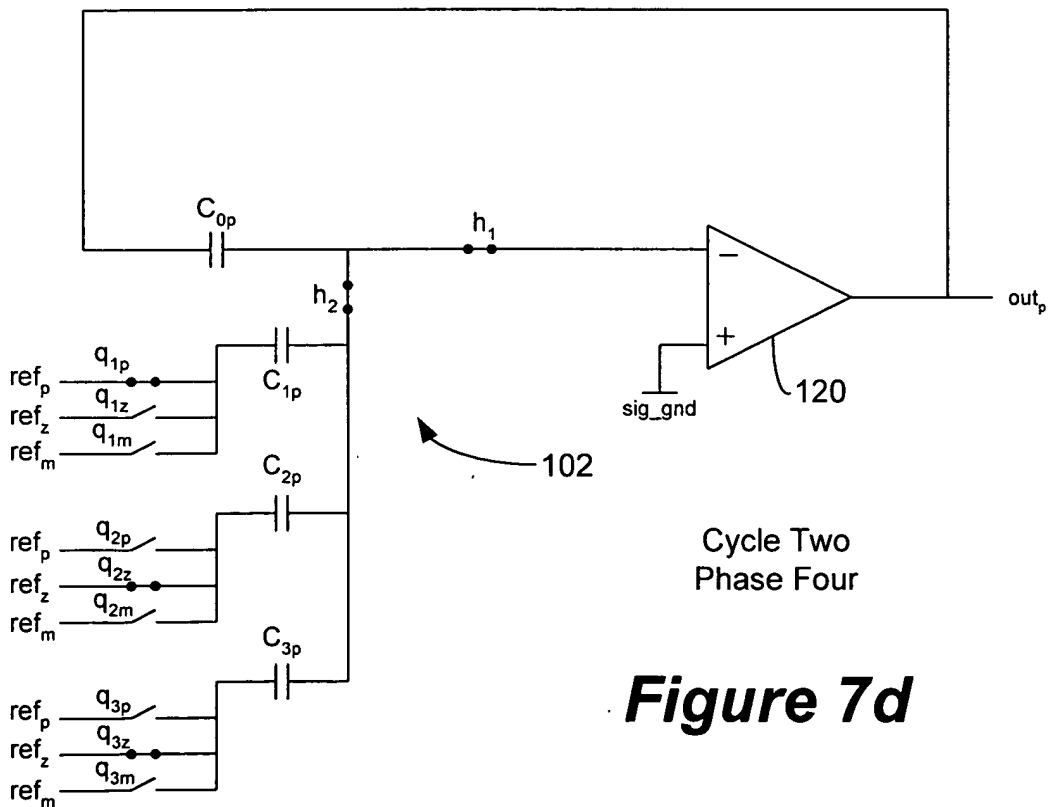 C0p
h1
−
h2
+
outp
120
sig_gnd
C1p
q1p
refp
q1z
refz
q1m
refm
102
C2p
q2p
refp
q2z
refz
q2m
refm
Cycle Two
Phase Four
C3p
q3p
refp
q3z
refz
q3m
refm
Figure 7d